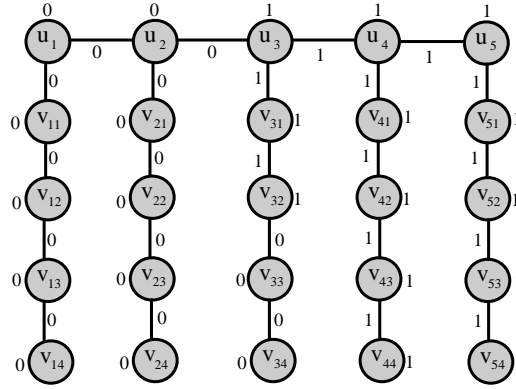 0 0 1 1 1
u₁ u₂ u₃ u₄ u₅
0 0 1 1
0 0 1 1 1
0 v₁₁ 0 v₂₁ v₃₁ 1 v₄₁ 1 v₅₁ 1
0 0 1 1 1
0 v₁₂ 0 v₂₂ v₃₂ 1 v₄₂ 1 v₅₂ 1
0 0 0 1 1
0 v₁₃ 0 v₂₃ 0 v₃₃ v₄₃ 1 v₅₃
0 0 0 1 1
0 v₁₄ 0 v₂₄ 0 v₃₄ v₄₄ 1 v₅₄